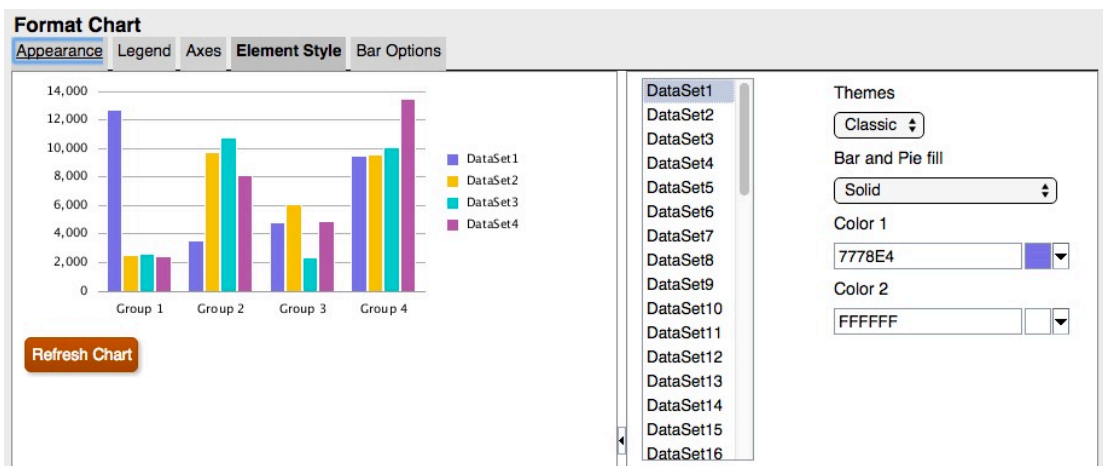 Format Chart
Appearance Legend Axes Element Style Bar Options
14,000
12,000
10,000
8,000
6,000
4,000
2,000
0
Group 1 Group 2 Group 3 Group 4
DataSet1
DataSet2
DataSet3
DataSet4
Refresh Chart
DataSet1
DataSet2
DataSet3
DataSet4
DataSet5
DataSet6
DataSet7
DataSet8
DataSet9
DataSet10
DataSet11
DataSet12
DataSet13
DataSet14
DataSet15
DataSet16
Themes
Classic
Bar and Pie fill
Solid
Color 1
7778E4
Color 2
FFFFFF